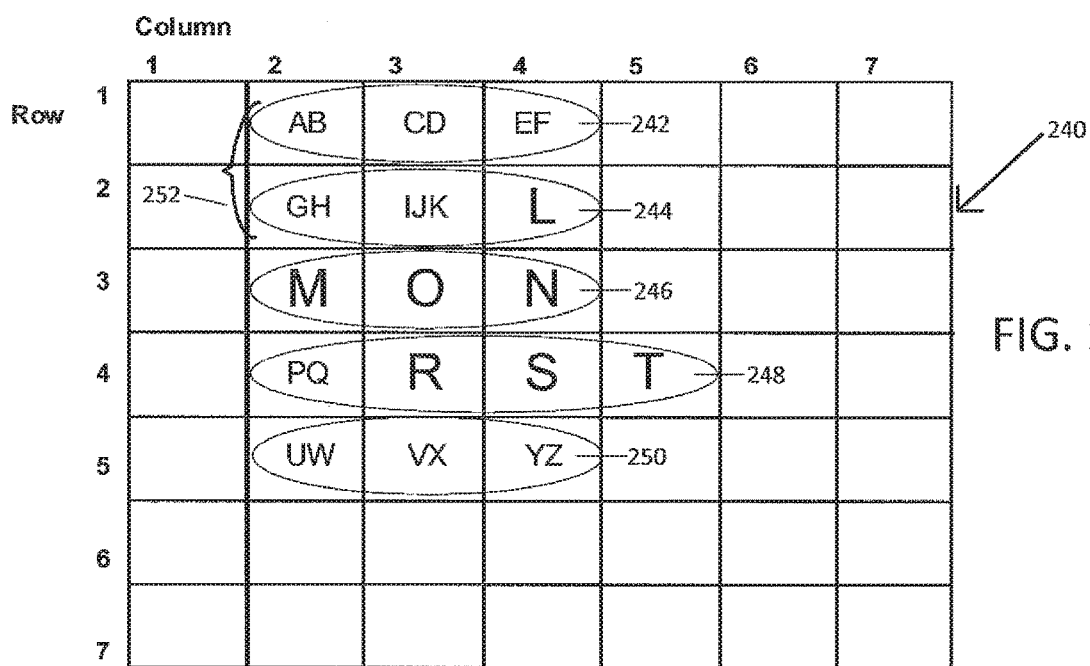 Column
1 2 3 4 5 6 7
Row
1 AB CD EF 242
240
2 252 GH IJK L 244
3 M O N 246
FIG.
4 PQ R S T 248
5 UW VX YZ 250
6
7